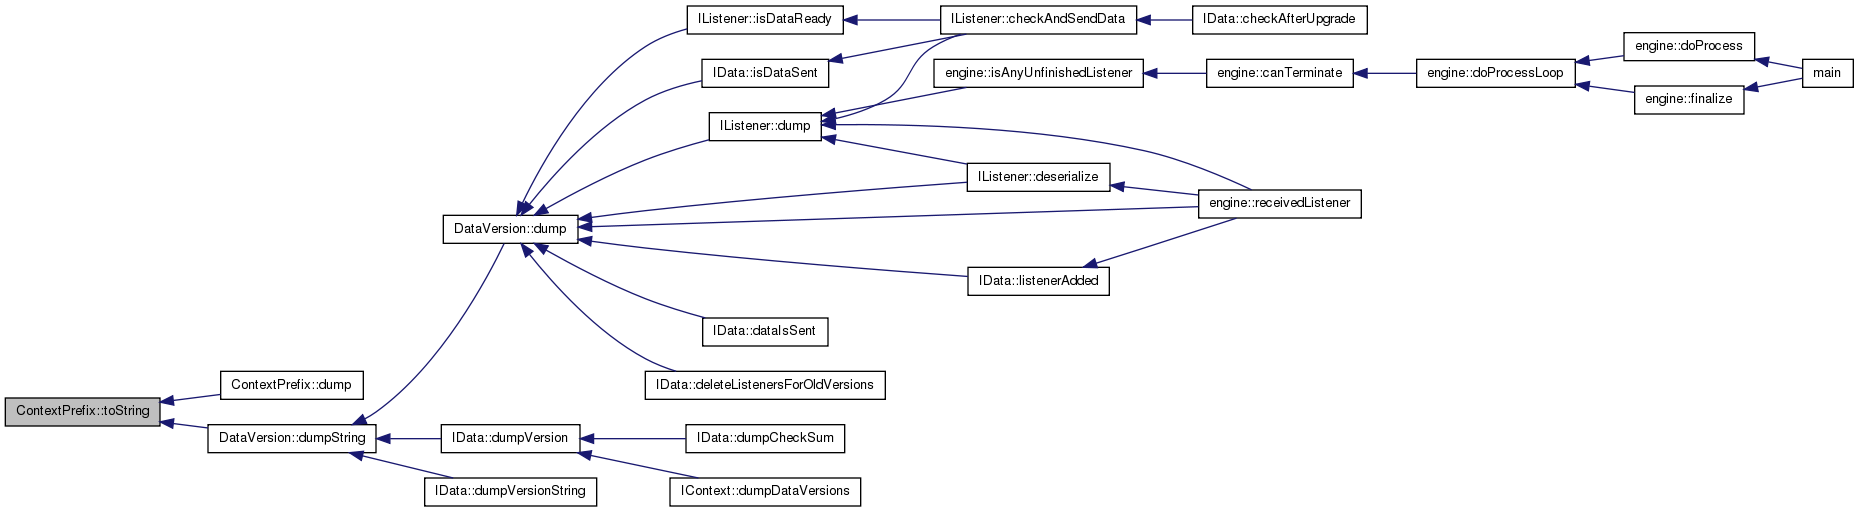 IListener::isDataReady
IListener::checkAndSendData
IData::checkAfterUpgrade
engine::doProcess
IData::isDataSent
engine::isAnyUnfinishedListener
engine::canTerminate
engine::doProcessLoop
main
engine::finalize
IListener::dump
IListener::deserialize
engine::receivedListener
DataVersion::dump
IData::listenerAdded
IData::dataIsSent
ContextPrefix::dump
IData::deleteListenersForOldVersions
ContextPrefix::toString
DataVersion::dumpString
IData::dumpVersion
IData::dumpCheckSum
IData::dumpVersionString
IContext::dumpDataVersions